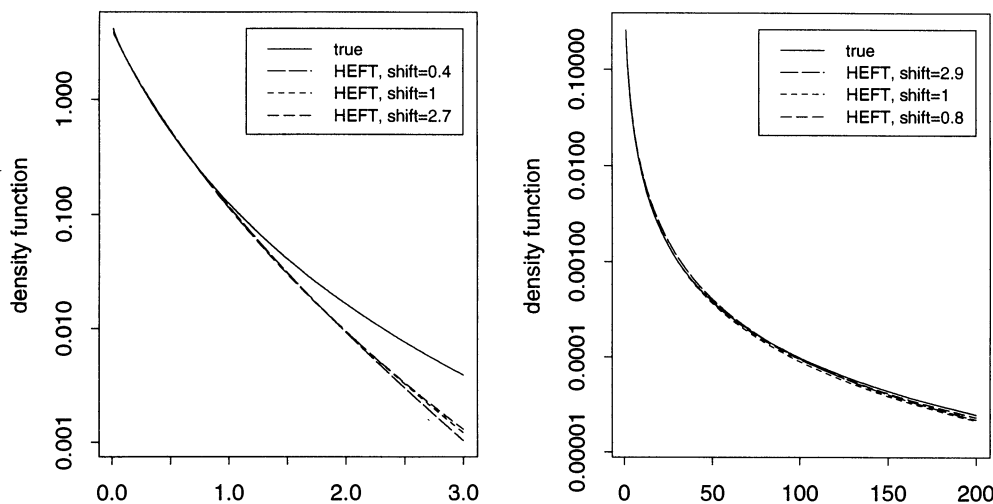 density function
1.000
0.100
0.010
0.001
true
HEFT, shift=0.4
HEFT, shift=1
HEFT, shift=2.7
0.0 1.0 2.0 3.0
density function
0.10000
0.0100
0.00100
0.0001
0.00001
true
HEFT, shift=2.9
HEFT, shift=1
HEFT, shift=0.8
0 50 100 150 200